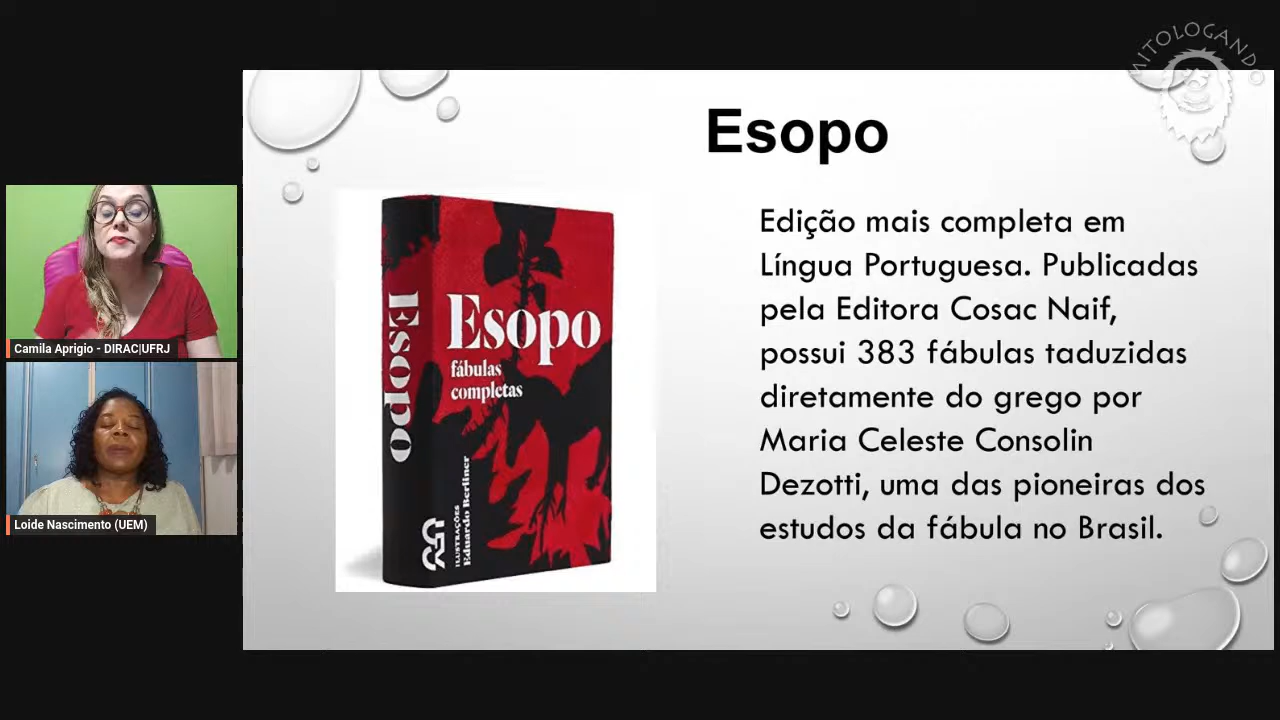 MITOLOGANDO
Esopo
Edição mais completa em
Língua Portuguesa. Publicadas
pela Editora Cosac Naif,
possui 383 fábulas taduzidas
diretamente do grego por
Maria Celeste Consolin
Dezotti, uma das pioneiras dos
estudos da fábula no Brasil.
Esopo
Esopo
fábulas
completas
ILUSTRAÇÕES
Eduardo Berliner
Camila Aprigio - DIRAC|UFRJ
Loide Nascimento (UEM)